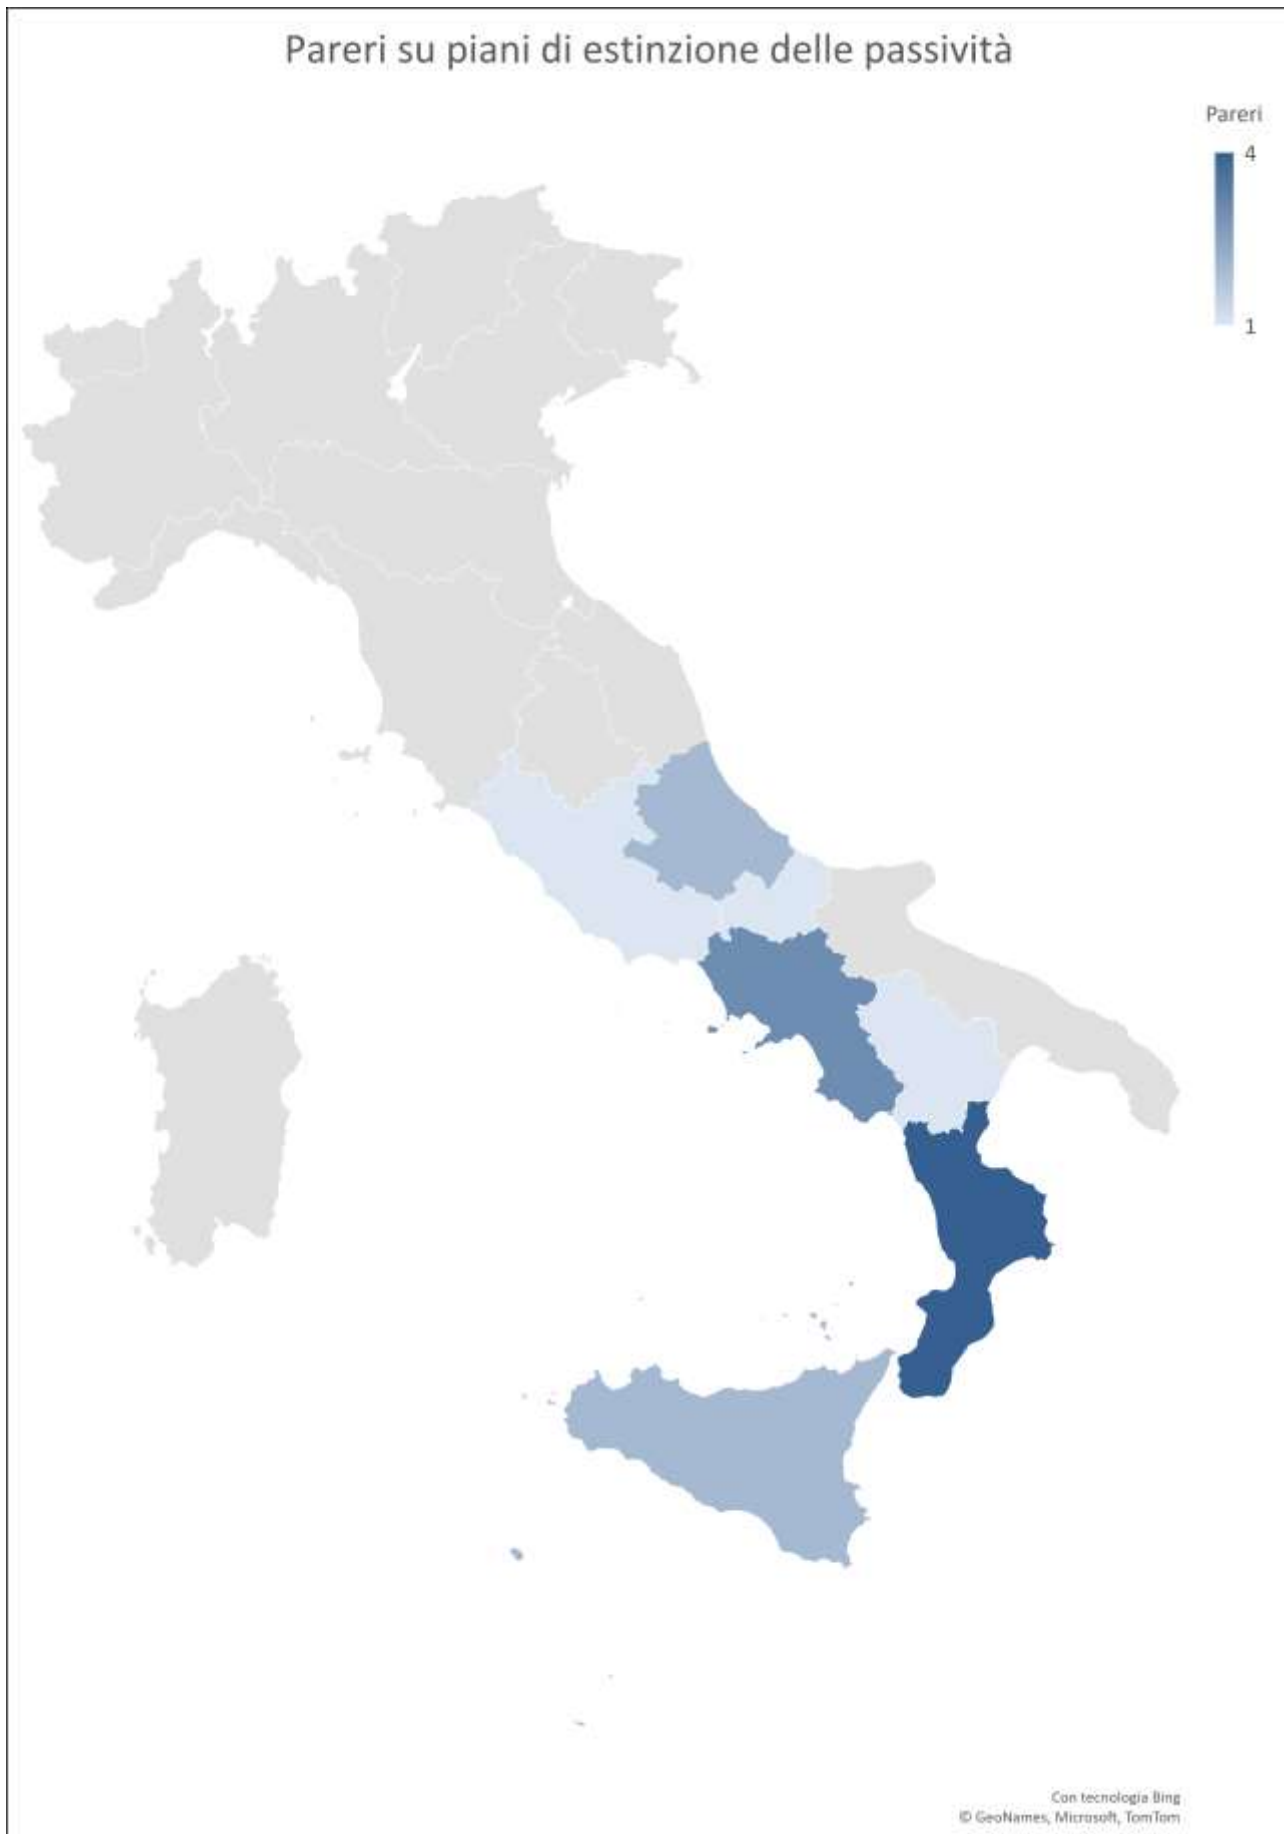 Pareri su piani di estinzione delle passività
Pareri
4
1
Con tecnologia Bing
© GeoNames, Microsoft, TomTom